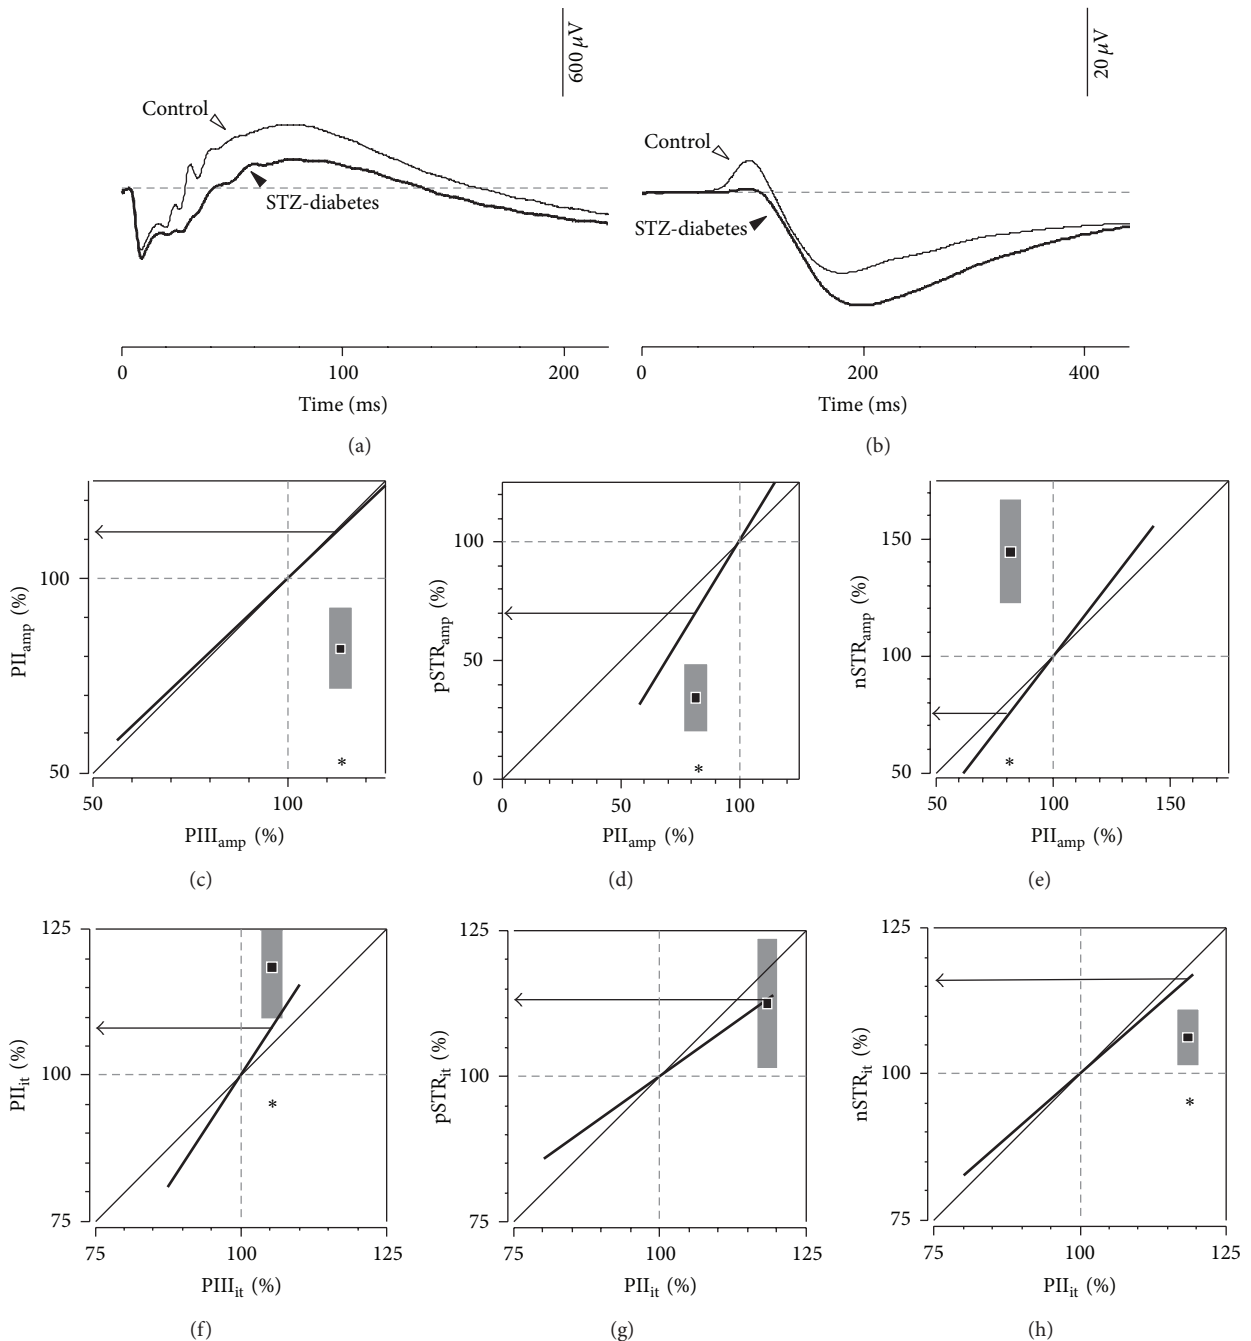 600 μV
20 μV
Control
STZ-diabetes
Control
STZ-diabetes
0 100 200
Time (ms)
(a)
0 200 400
Time (ms)
(b)
PII_amp (%)
100
50
50 100
PIII_amp (%)
*
(c)
pSTR_amp (%)
100
50
0
0 50 100
PII_amp (%)
*
(d)
nSTR_amp (%)
150
100
50
50 100 150
PII_amp (%)
*
(e)
PII_it (%)
125
100
75
75 100 125
PIII_it (%)
*
(f)
pSTR_it (%)
125
100
75
75 100 125
PII_it (%)
(g)
nSTR_it (%)
125
100
75
75 100 125
PII_it (%)
*
(h)